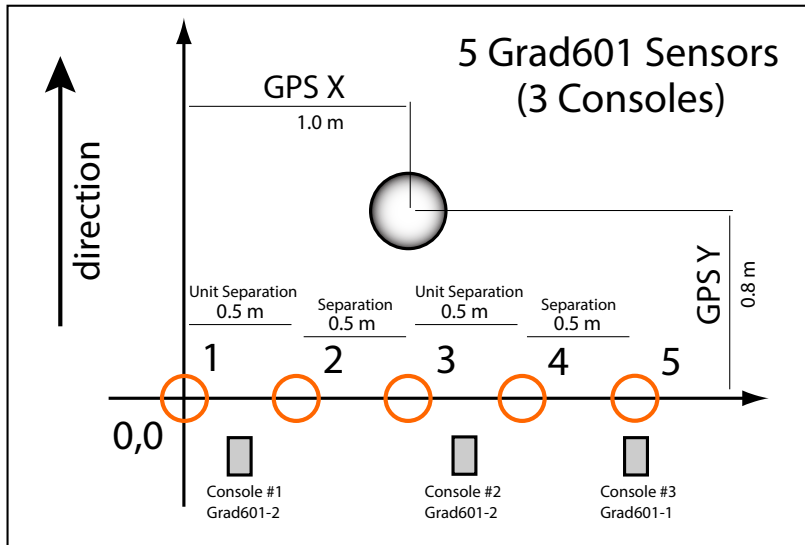 5 Grad601 Sensors
(3 Consoles)
GPS X
1.0 m
direction
GPS Y
0.8 m
Unit Separation
0.5 m
Separation
0.5 m
Unit Separation
0.5 m
Separation
0.5 m
1
2
3
4
5
0,0
Console #1
Grad601-2
Console #2
Grad601-2
Console #3
Grad601-1